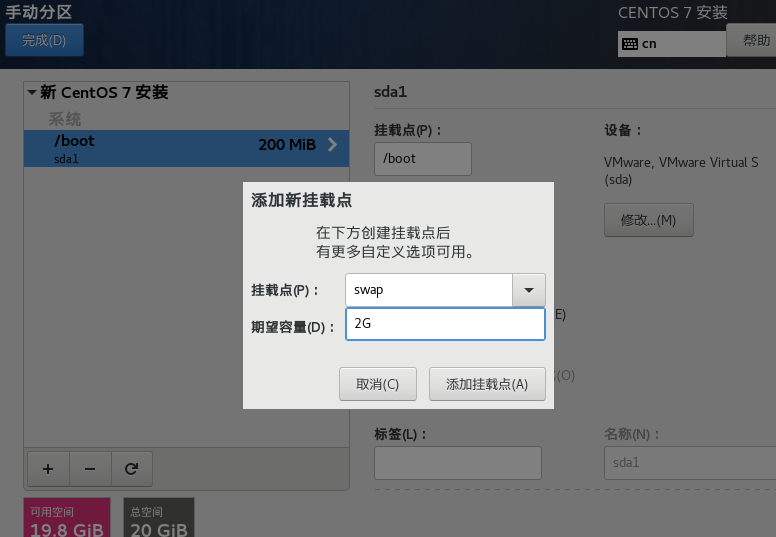 手动分区
CENTOS 7 安装
完成(D)
cn
帮助
新 CentOS 7 安装
系统
/boot
200 MiB
sda1
sda1
挂载点(P)：
设备：
/boot
VMware, VMware Virtual S
(sda)
修改...(M)
添加新挂载点
在下方创建挂载点后
有更多自定义选项可用。
挂载点(P)：
swap
期望容量(D)：
2G
E)
(O)
取消(C)
添加挂载点(A)
标签(L)：
名称(N)：
sda1
可用空间
19.8 GiB
总空间
20 GiB